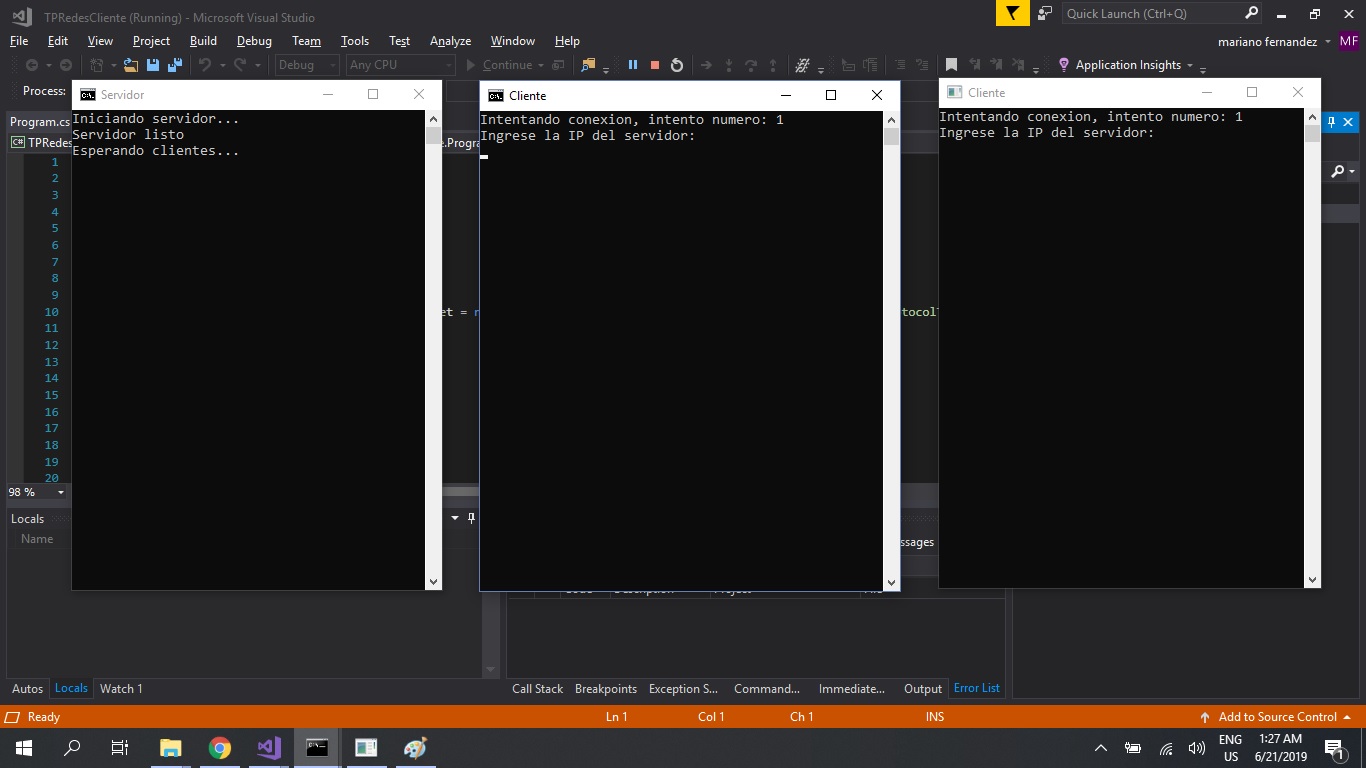 TPRedesCliente (Running) - Microsoft Visual Studio
Quick Launch (Ctrl+Q)
File Edit View Project Build Debug Team Tools Test Analyze Window Help
mariano fernandez MF
Debug Any CPU Continue Application Insights
Process:
Servidor
Iniciando servidor...
Servidor listo
Esperando clientes...
Cliente
Intentando conexion, intento numero: 1
Ingrese la IP del servidor:
Cliente
Intentando conexion, intento numero: 1
Ingrese la IP del servidor:
Program.cs
C# TPRedes
.Progra
1
2
3
4
5
6
7
8
9
10
et =
11
12
13
14
15
16
17
18
19
20
98 %
Locals
Name
ssages
Autos Locals Watch 1
Call Stack Breakpoints Exception S... Command... Immediate... Output Error List
Ready Ln 1 Col 1 Ch 1 INS Add to Source Control
ENG
US
1:27 AM
6/21/2019
1